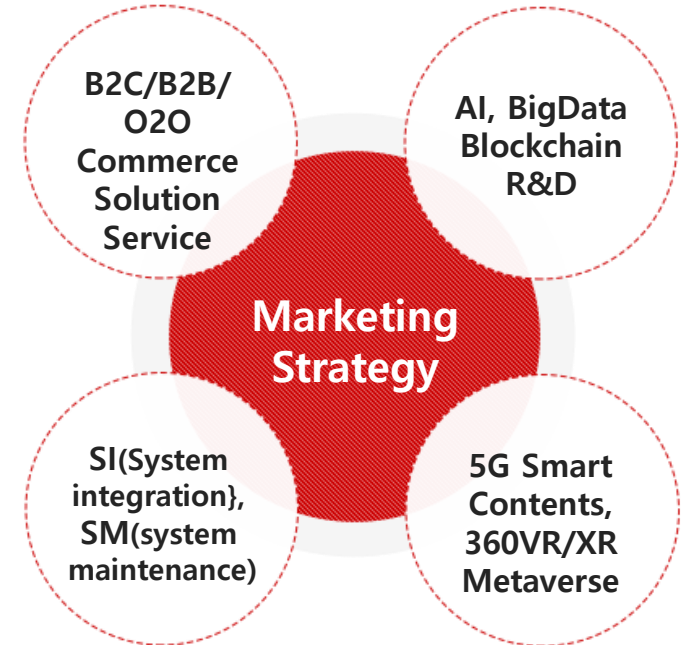 B2C/B2B/
O2O
Commerce
Solution
Service
AI, BigData
Blockchain
R&D
Marketing
Strategy
SI(System
integration},
SM(system
maintenance)
5G Smart
Contents,
360VR/XR
Metaverse